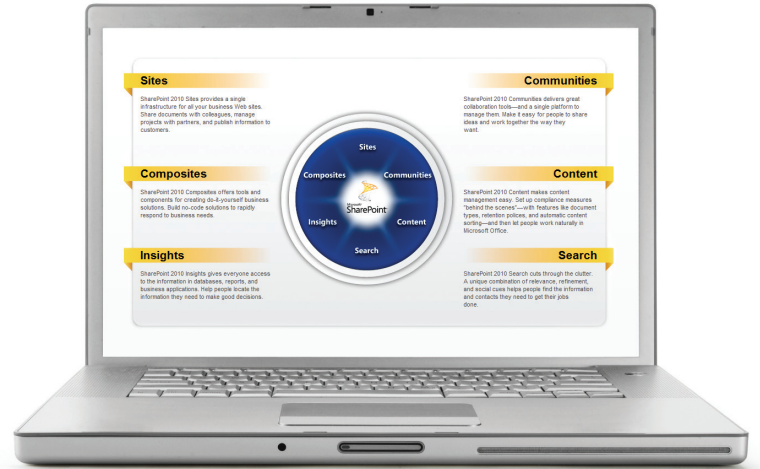 Sites
SharePoint 2010 Sites provides a single
infrastructure for all your business Web sites.
Share documents with colleagues, manage
projects with partners, and publish information to
customers.
Composites
SharePoint 2010 Composites offers tools and
components for creating do-it-yourself business
solutions. Build no-code solutions to rapidly
respond to business needs.
Insights
SharePoint 2010 Insights gives everyone access
to the information in databases, reports, and
business applications. Help people locate the
information they need to make good decisions.
Sites
Composites
Communities
Microsoft
SharePoint
Insights
Content
Search
Communities
SharePoint 2010 Communities delivers great
collaboration tools—and a single platform to
manage them. Make it easy for people to share
ideas and work together the way they
want.
Content
SharePoint 2010 Content makes content
management easy. Set up compliance measures
"behind the scenes"—with features like document
types, retention polices, and automatic content
sorting—and then let people work naturally in
Microsoft Office.
Search
SharePoint 2010 Search cuts through the clutter.
A unique combination of relevance, refinement,
and social cues helps people find the information
and contacts they need to get their jobs
done.